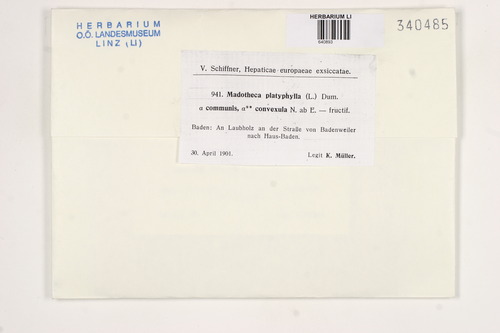 HERBARIUM
O.Ö. LANDESMUSEUM
LINZ (LI)
HERBARIUM LI
540893
340485
V. Schiffner, Hepaticae europaeae exsiccatae.
941. Madotheca platyphylla (L.) Dum.
α communis, α** convexula N. ab E. — fructif.
Baden: An Laubholz an der Straße von Badenweiler
nach Haus-Baden.
30. April 1901. Legit K. Müller.